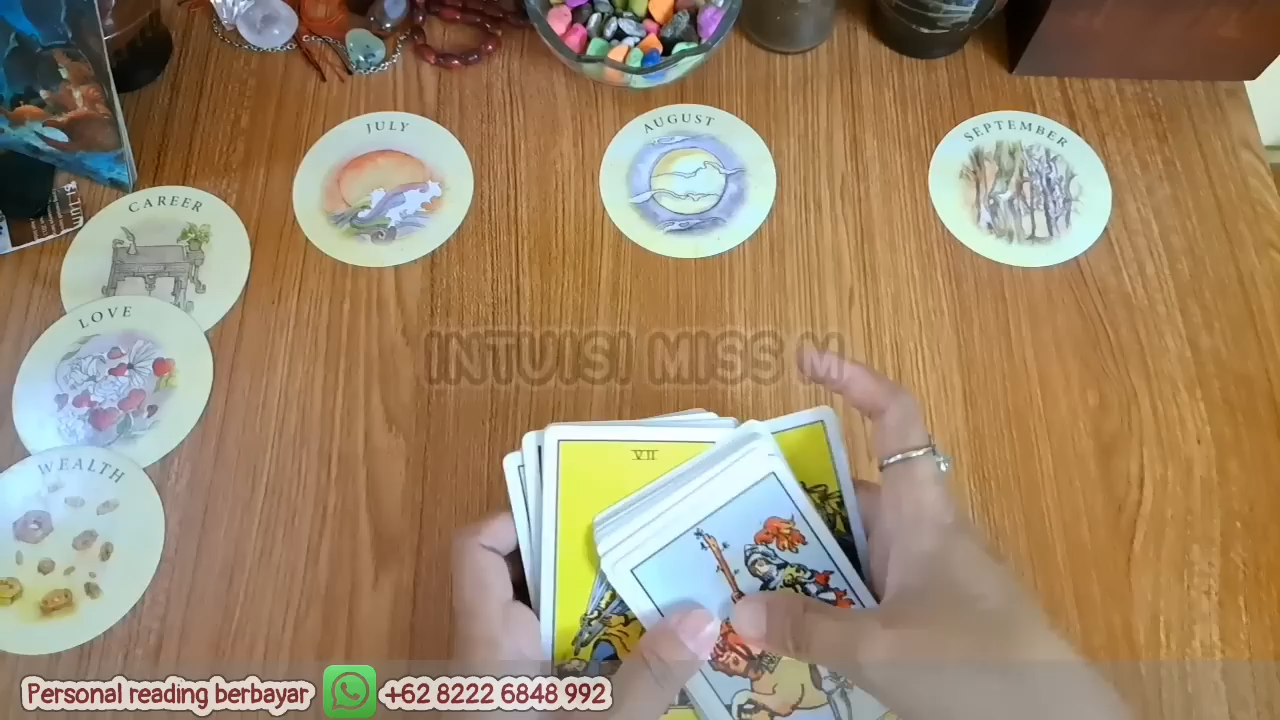 JULY
AUGUST
SEPTEMBER
CAREER
LOVE
WEALTH
INTUISI MISS M
VII
Personal reading berbayar +62 8222 6848 992